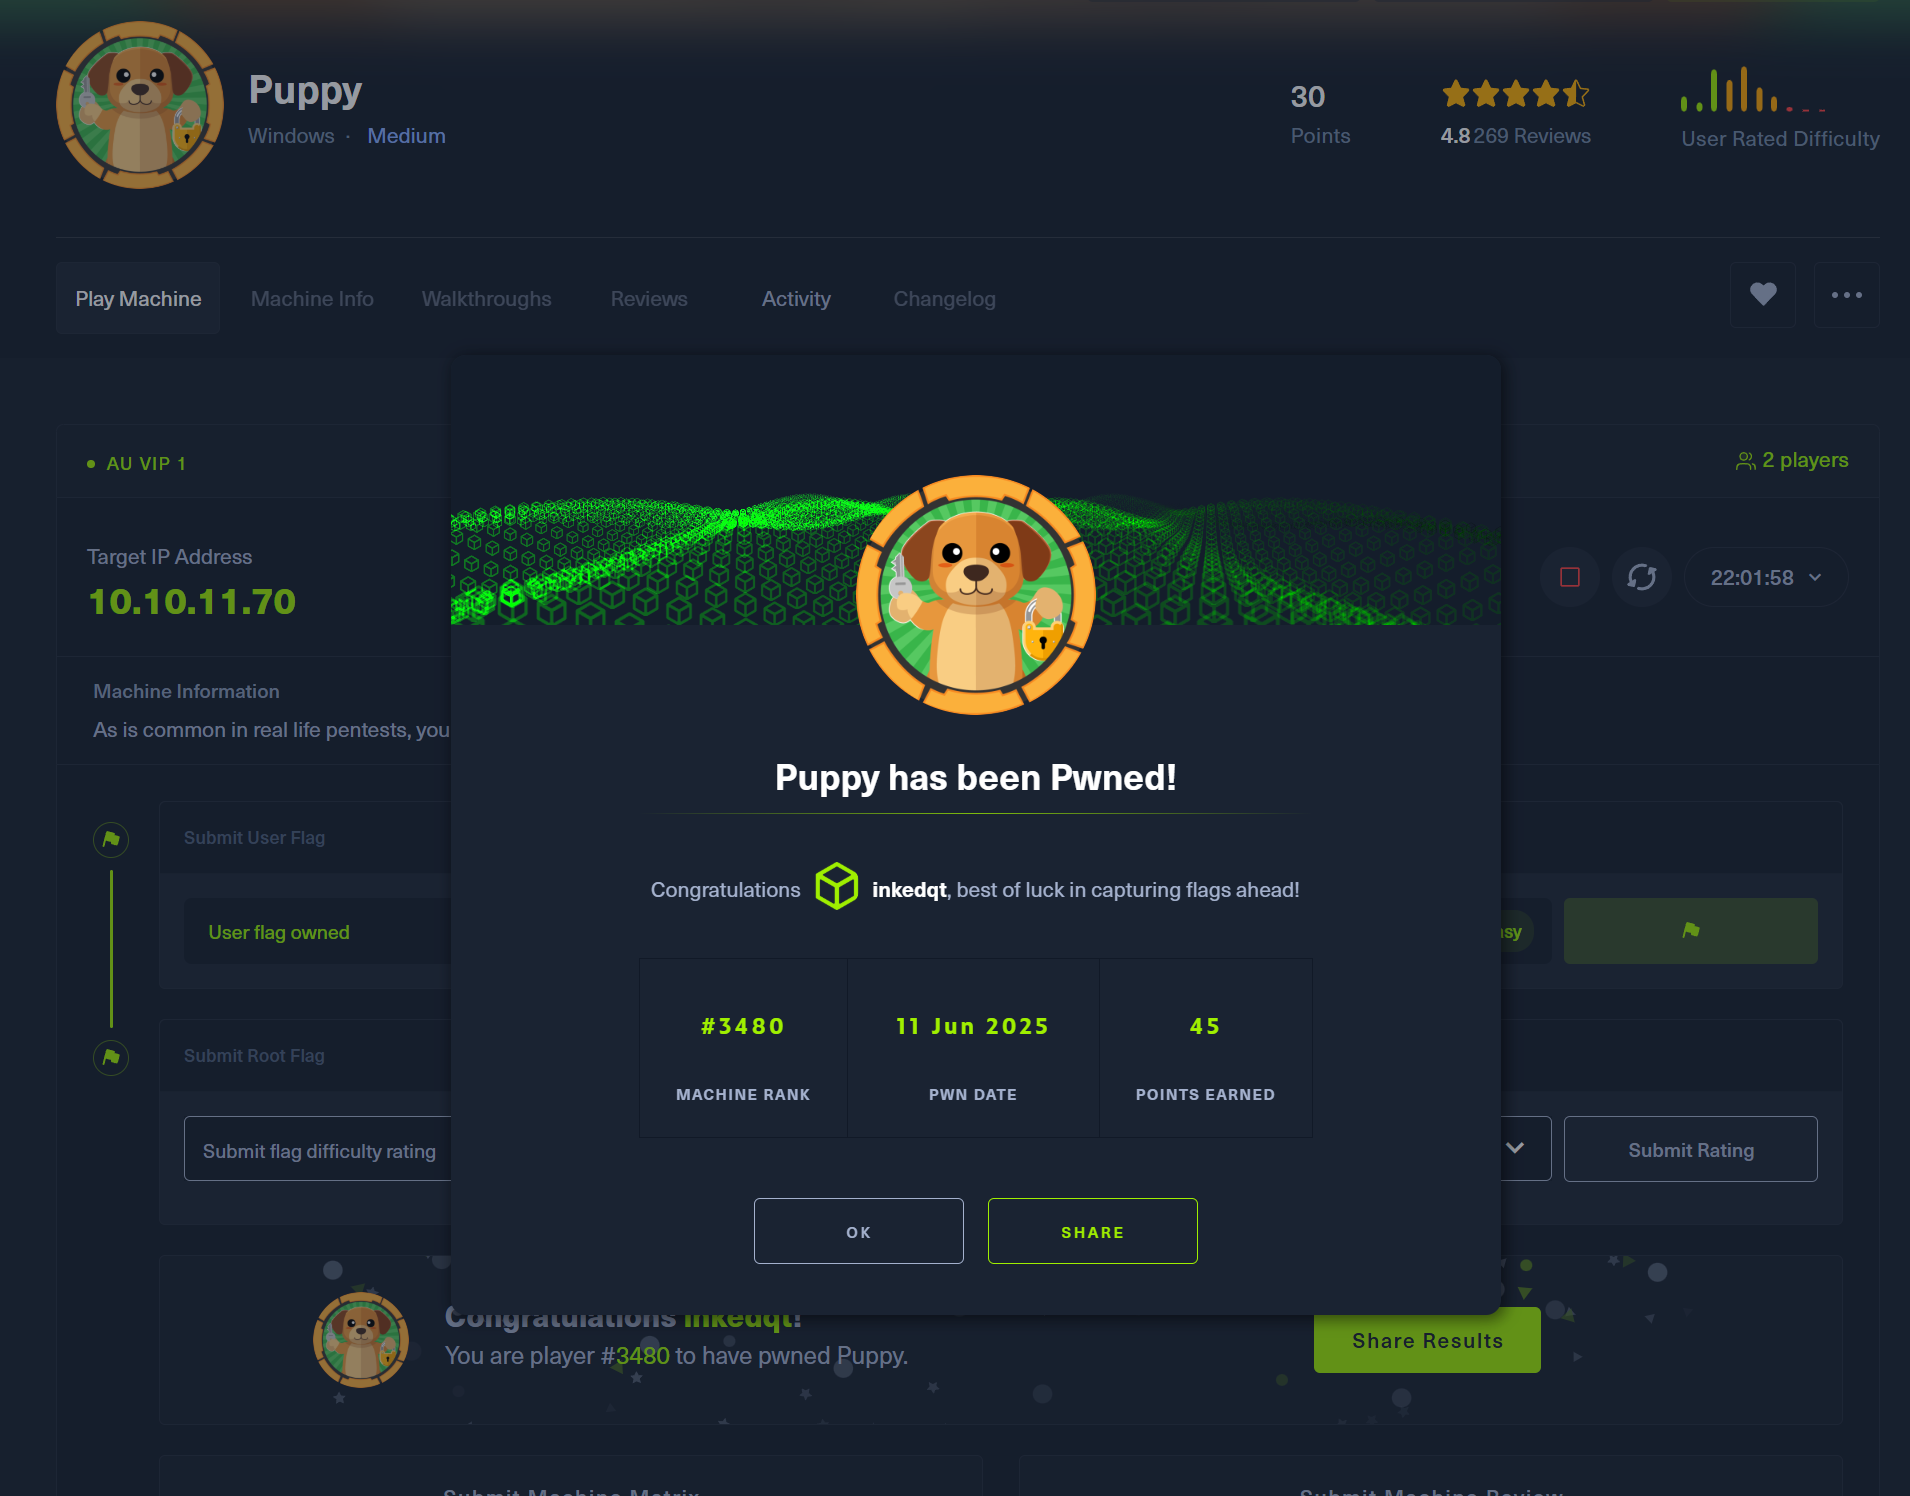 Puppy
Windows · Medium
30
Points
4.8 269 Reviews
User Rated Difficulty
Play Machine
Machine Info
Walkthroughs
Reviews
Activity
Changelog
AU VIP 1
2 players
Target IP Address
10.10.11.70
22:01:58
Machine Information
As is common in real life pentests, you
Puppy has been Pwned!
Congratulations inkedqt, best of luck in capturing flags ahead!
#3480
MACHINE RANK
11 Jun 2025
PWN DATE
45
POINTS EARNED
OK
SHARE
Submit User Flag
User flag owned
Submit Root Flag
Submit flag difficulty rating
Submit Rating
Congratulations inkedqt!
You are player #3480 to have pwned Puppy.
Share Results
Submit Machine Matrix
Submit Machine Review